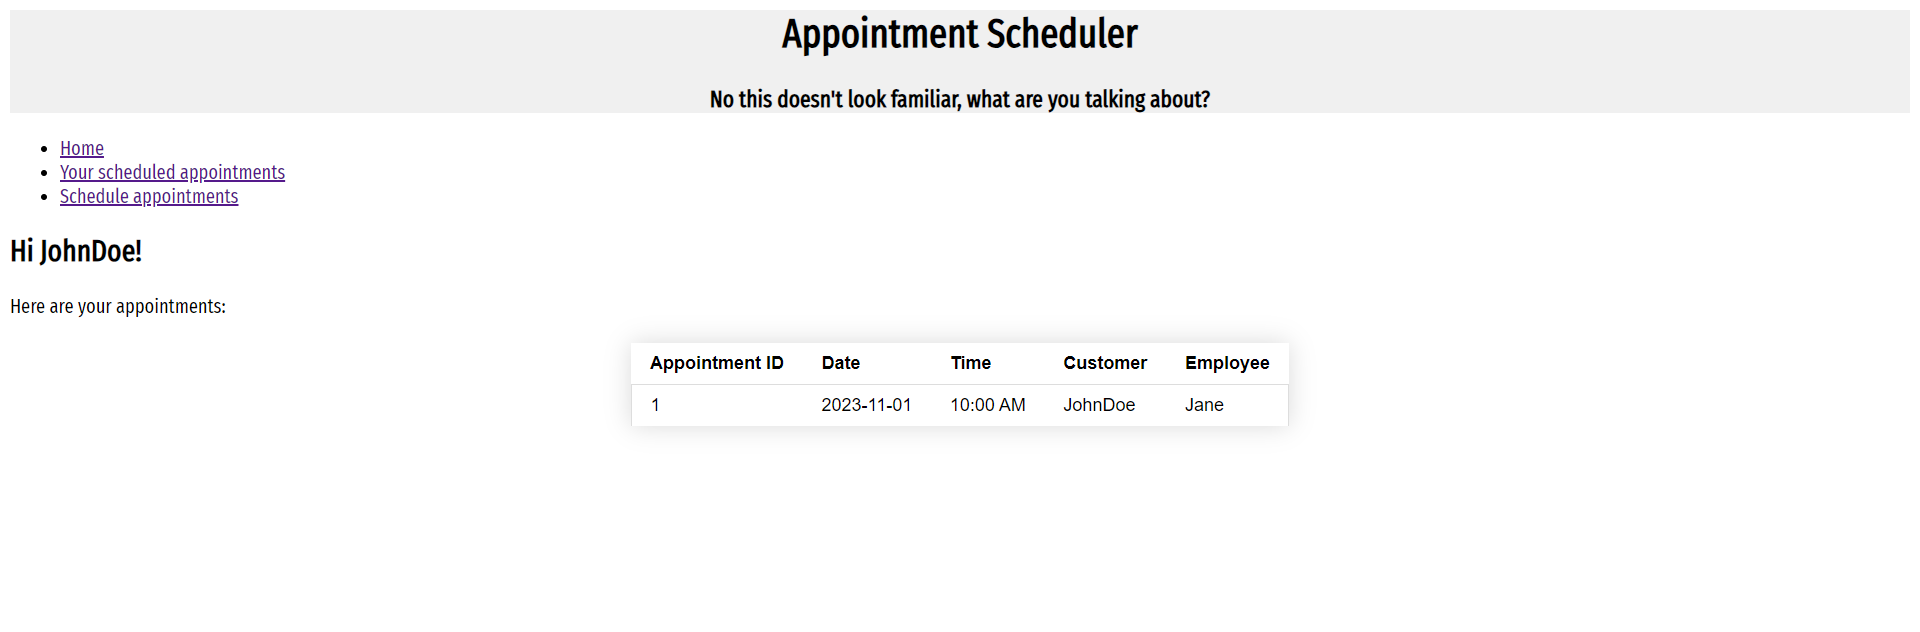 Appointment Scheduler
No this doesn't look familiar, what are you talking about?
Home
Your scheduled appointments
Schedule appointments
Hi JohnDoe!
Here are your appointments:
Appointment ID Date Time Customer Employee
1 2023-11-01 10:00 AM JohnDoe Jane